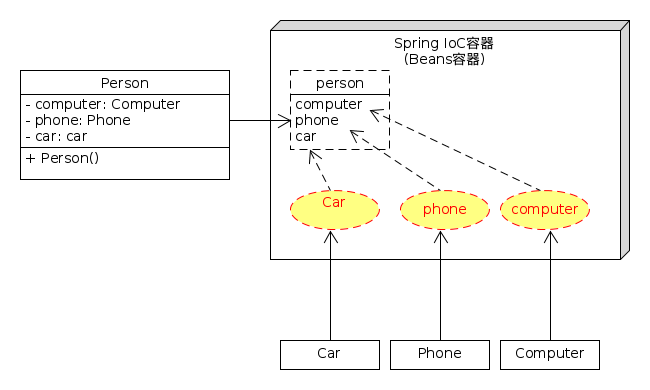 Spring IoC容器
(Beans容器)
Person
- computer: Computer
- phone: Phone
- car: car
+ Person()
person
computer
phone
car
Car
phone
computer
Car
Phone
Computer